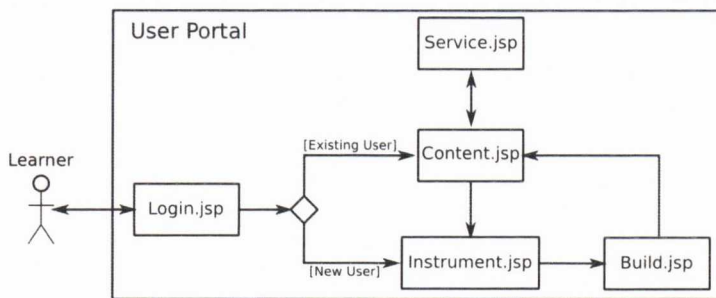 User Portal
Service.jsp
[Existing User]
Content.jsp
Learner
Login.jsp
[New User]
Instrument.jsp
Build.jsp